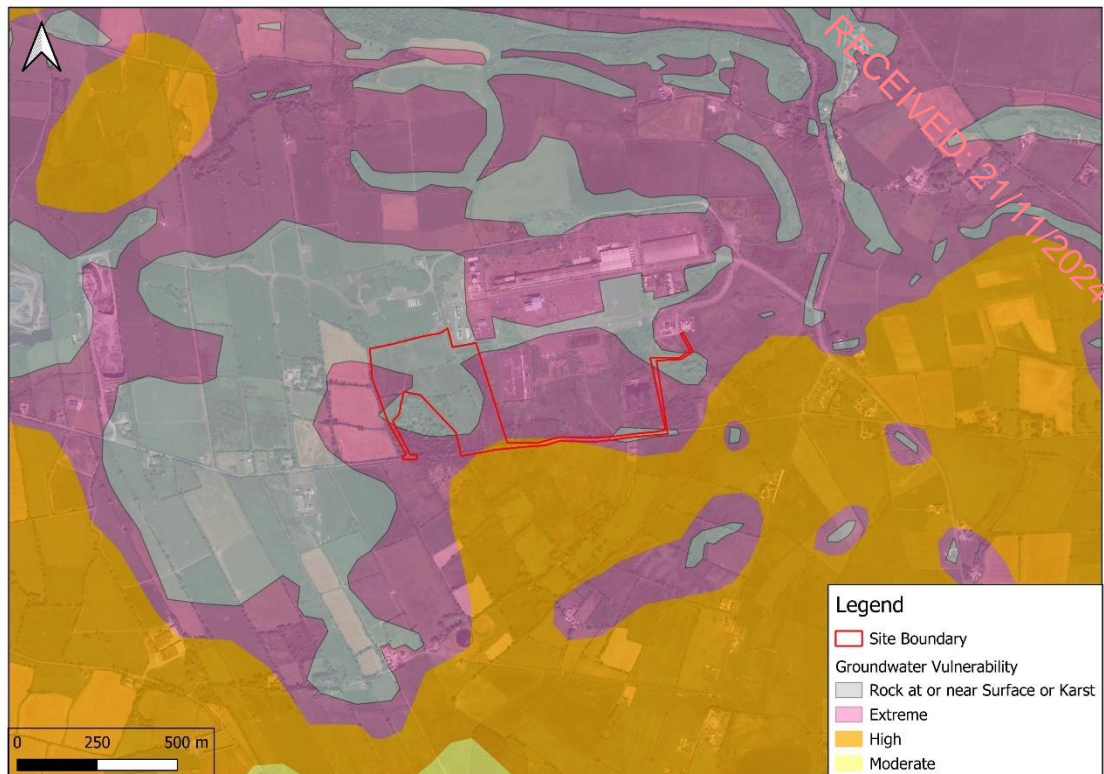 RECEIVED: 21/11/2024
Legend
Site Boundary
Groundwater Vulnerability
Rock at or near Surface or Karst
Extreme
High
Moderate
0 250 500 m